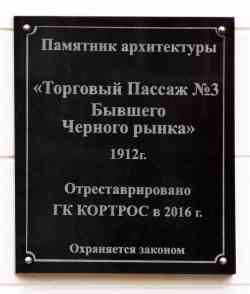 Памятник архитектуры
«Торговый Пассаж №3
Бывшего
Черного рынка»
1912г.
Отреставрировано
ГК КОРТРОС в 2016 г.
Охраняется законом